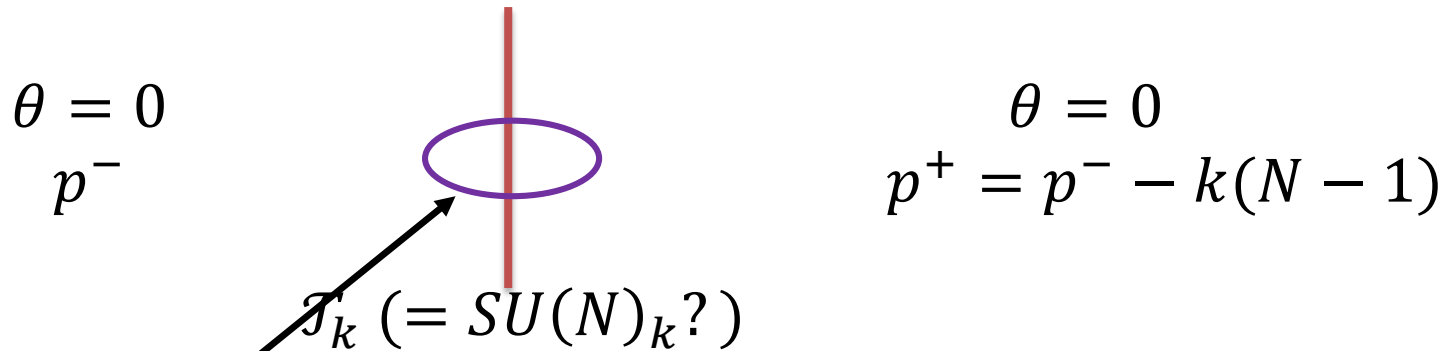 θ = 0
p⁻
θ = 0
p⁺ = p⁻ − k(N − 1)
𝒯ₖ (= SU(N)ₖ? )